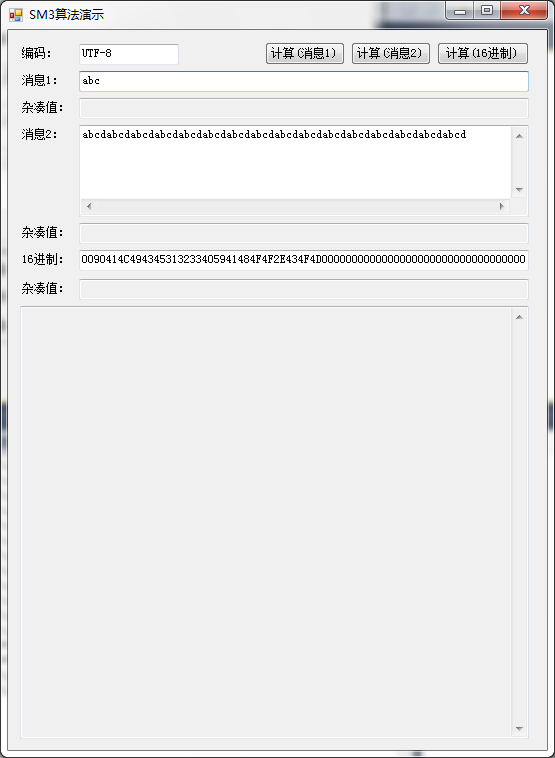 SM3算法演示
编码： UTF-8 计算(消息1) 计算(消息2) 计算(16进制)
消息1： abc
杂凑值：
消息2： abcdabcdabcdabcdabcdabcdabcdabcdabcdabcdabcdabcdabcdabcdabcdabcd
杂凑值：
16进制： 0090414C494345313233405941484F4F2E434F4D0000000000000000000000000000000000
杂凑值：